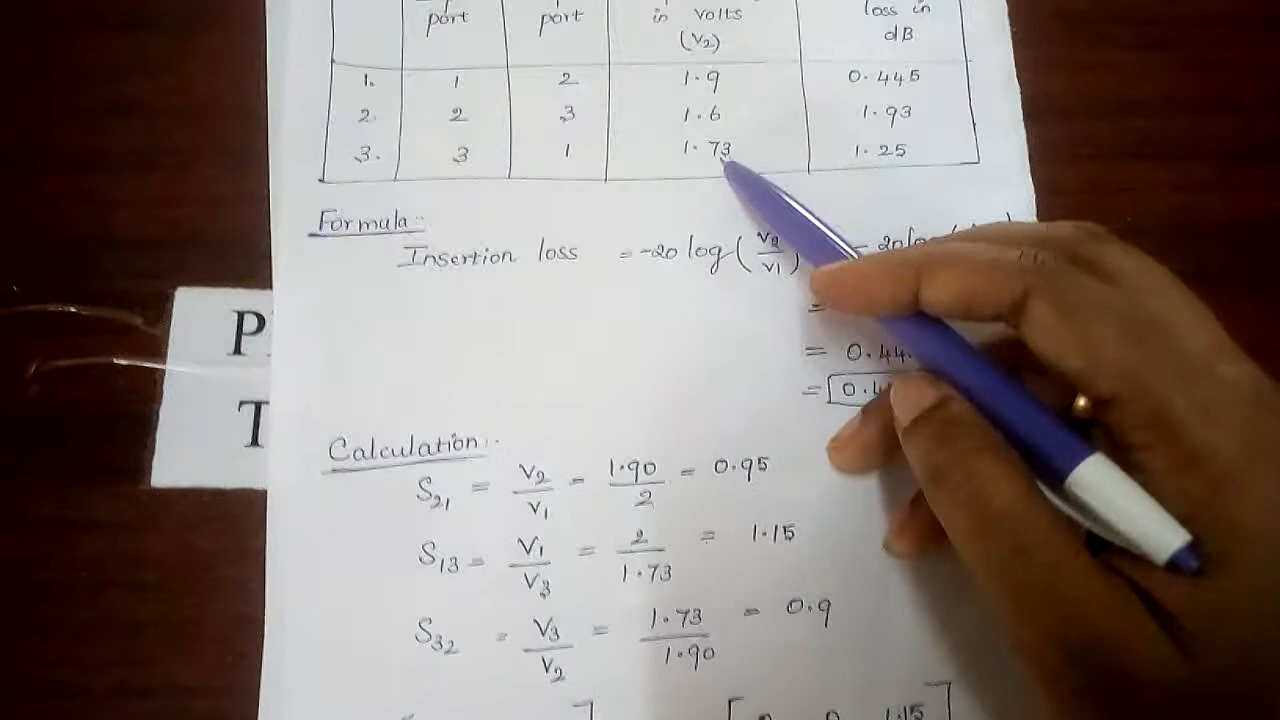 port port in volts loss in
(V2) dB
1. 1 2 1.9 0.445
2. 2 3 1.6 1.93
3. 3 1 1.73 1.25
Formula:-
Insertion loss = -20 log (V2/V1)
= 0.44
= 0.4
Calculation:-
S21 = V2/V1 = 1.90/2 = 0.95
S13 = V1/V3 = 2/1.73 = 1.15
S32 = V3/V2 = 1.73/1.90 = 0.9
1.15